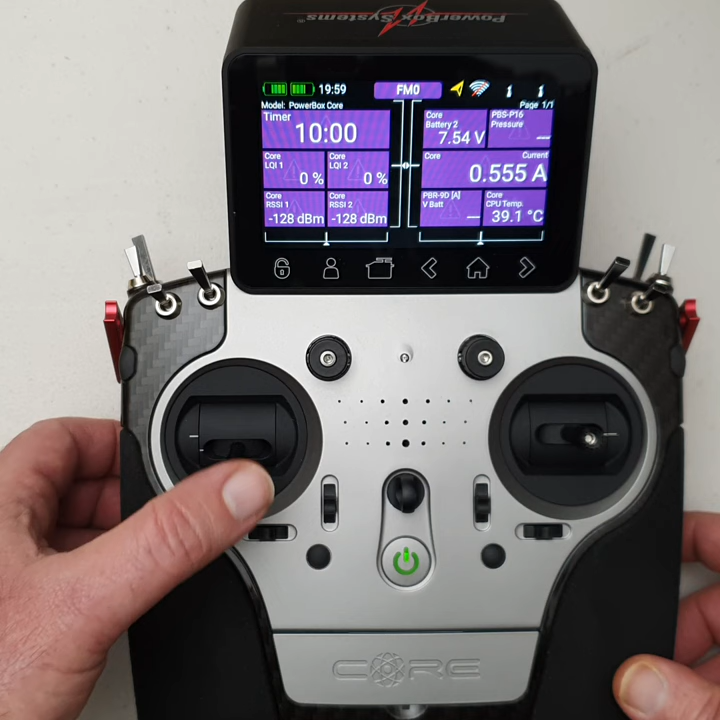 PowerBox Systems®
19:59 FM0 1 1
Model: PowerBox Core Page 1/1
Timer
10:00
Core
LQI 1
0 %
Core
LQI 2
0 %
Core
RSSI 1
-128 dBm
Core
RSSI 2
-128 dBm
Core
Battery 2
7.54 V
PBS-P16
Pressure
---
Core Current
0.555 A
PBR-9D [A]
V Batt
---
Core
CPU Temp.
39.1 °C
CORE